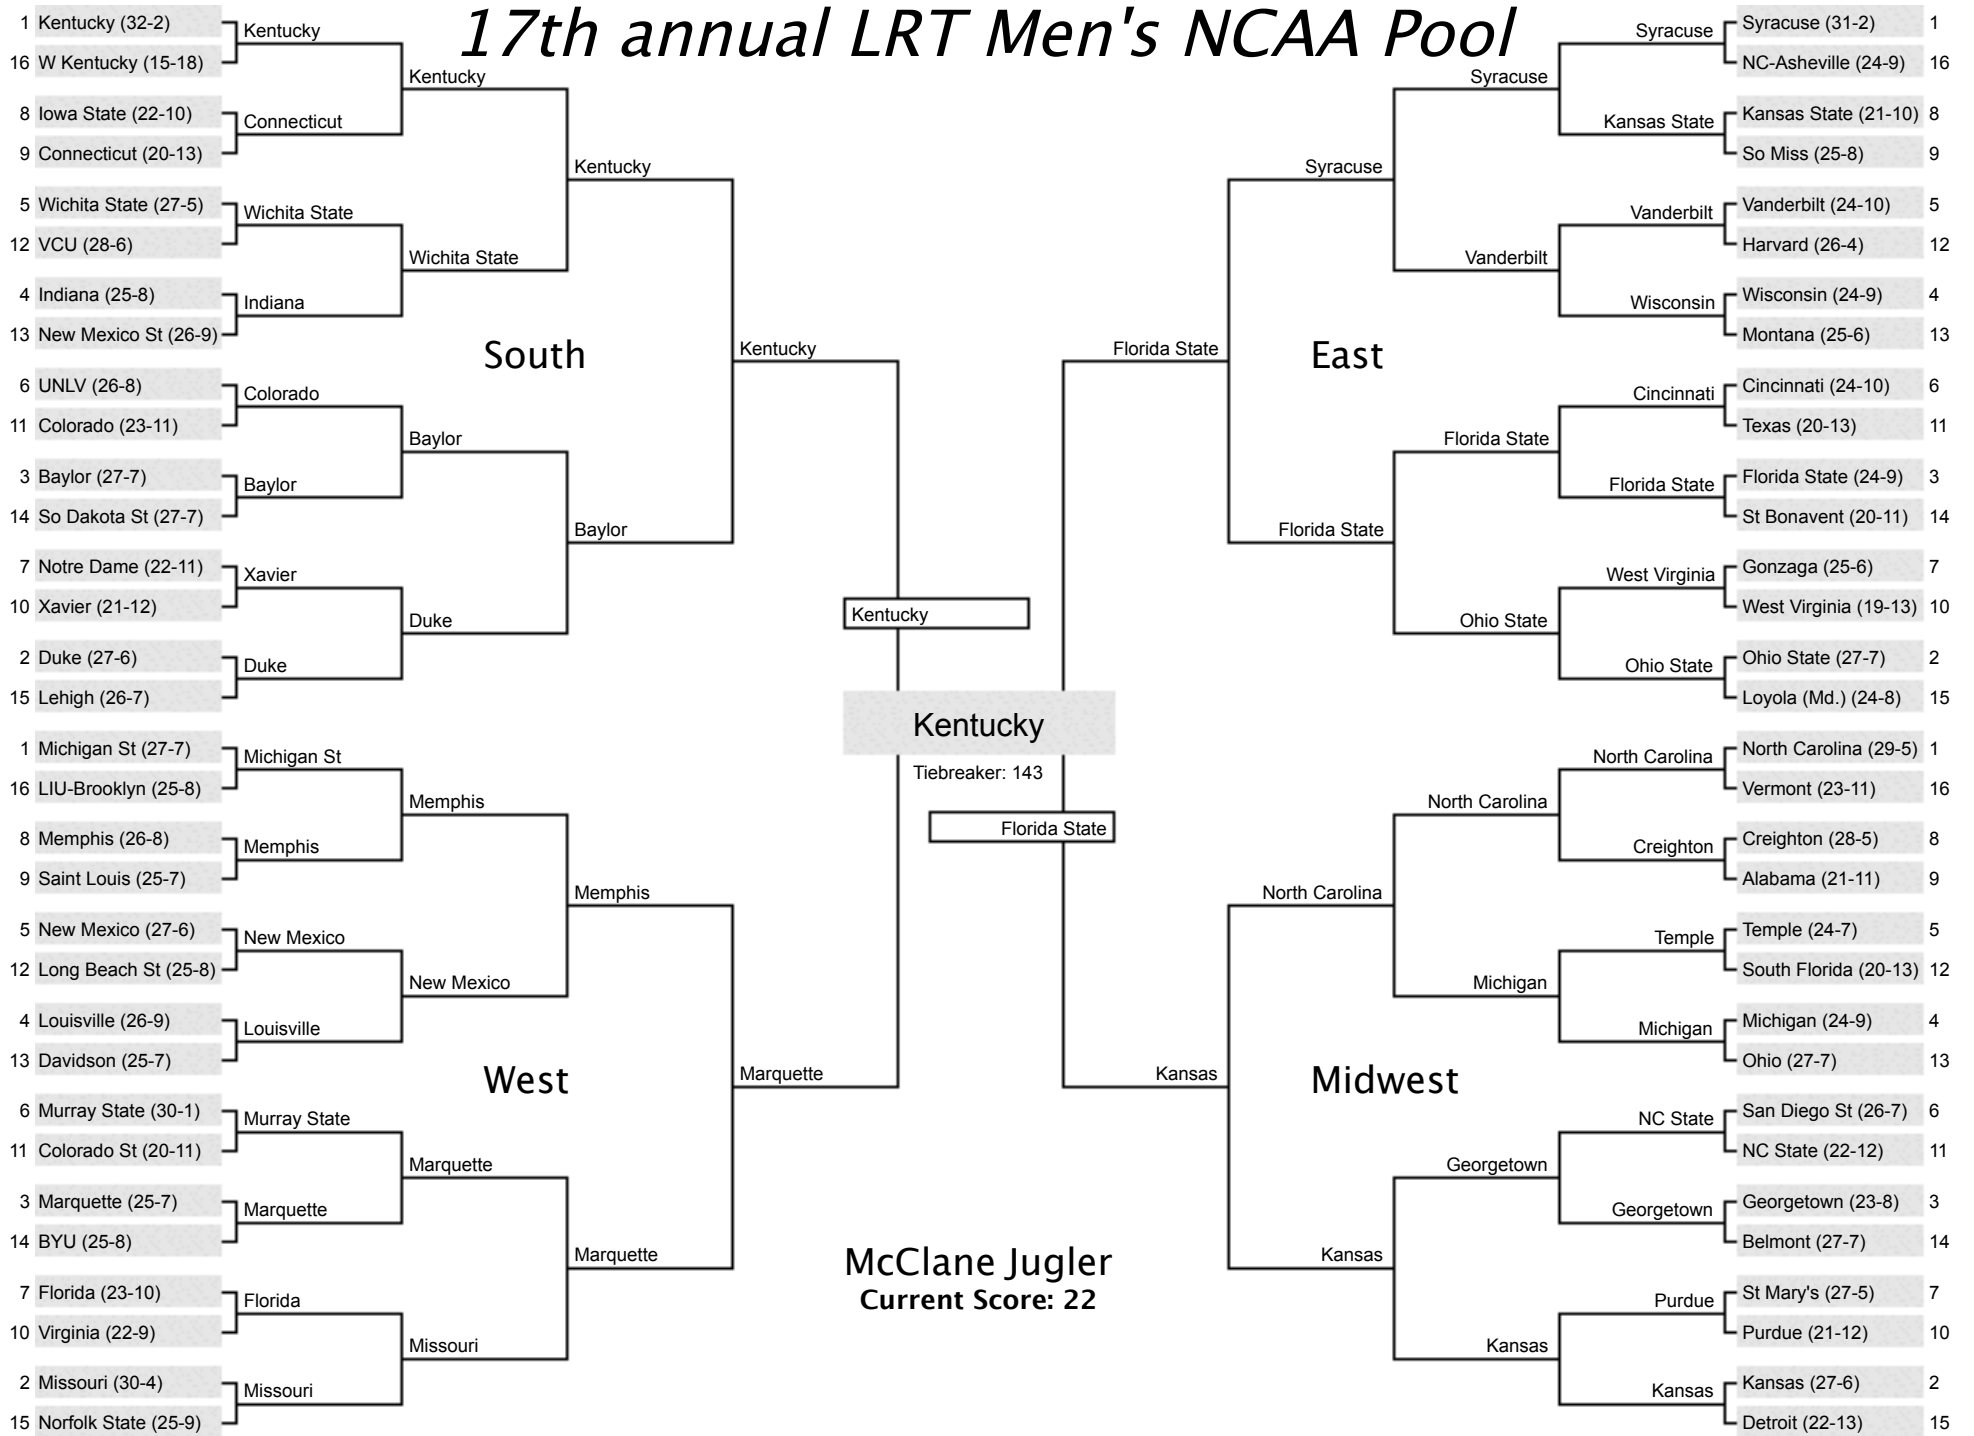 17th annual LRT Men's NCAA Pool
1 Kentucky (32-2)
16 W Kentucky (15-18)
8 Iowa State (22-10)
9 Connecticut (20-13)
5 Wichita State (27-5)
12 VCU (28-6)
4 Indiana (25-8)
13 New Mexico St (26-9)
6 UNLV (26-8)
11 Colorado (23-11)
3 Baylor (27-7)
14 So Dakota St (27-7)
7 Notre Dame (22-11)
10 Xavier (21-12)
2 Duke (27-6)
15 Lehigh (26-7)
Kentucky
Connecticut
Wichita State
Indiana
Colorado
Baylor
Xavier
Duke
Kentucky
Wichita State
Baylor
Duke
Kentucky
Baylor
South
Kentucky
1 Michigan St (27-7)
16 LIU-Brooklyn (25-8)
8 Memphis (26-8)
9 Saint Louis (25-7)
5 New Mexico (27-6)
12 Long Beach St (25-8)
4 Louisville (26-9)
13 Davidson (25-7)
6 Murray State (30-1)
11 Colorado St (20-11)
3 Marquette (25-7)
14 BYU (25-8)
7 Florida (23-10)
10 Virginia (22-9)
2 Missouri (30-4)
15 Norfolk State (25-9)
Michigan St
Memphis
New Mexico
Louisville
Murray State
Marquette
Florida
Missouri
Memphis
New Mexico
Marquette
Missouri
Memphis
Marquette
West
Marquette
Kentucky
Kentucky
Tiebreaker: 143
Florida State
McClane Jugler
Current Score: 22
Florida State
East
Syracuse
Florida State
Syracuse
Vanderbilt
Florida State
Ohio State
Syracuse
Kansas State
Vanderbilt
Wisconsin
Cincinnati
Florida State
West Virginia
Ohio State
Syracuse (31-2) 1
NC-Asheville (24-9) 16
Kansas State (21-10) 8
So Miss (25-8) 9
Vanderbilt (24-10) 5
Harvard (26-4) 12
Wisconsin (24-9) 4
Montana (25-6) 13
Cincinnati (24-10) 6
Texas (20-13) 11
Florida State (24-9) 3
St Bonavent (20-11) 14
Gonzaga (25-6) 7
West Virginia (19-13) 10
Ohio State (27-7) 2
Loyola (Md.) (24-8) 15
Kansas
Midwest
North Carolina
Kansas
North Carolina
Michigan
Georgetown
Kansas
North Carolina
Creighton
Temple
Michigan
NC State
Georgetown
Purdue
Kansas
North Carolina (29-5) 1
Vermont (23-11) 16
Creighton (28-5) 8
Alabama (21-11) 9
Temple (24-7) 5
South Florida (20-13) 12
Michigan (24-9) 4
Ohio (27-7) 13
San Diego St (26-7) 6
NC State (22-12) 11
Georgetown (23-8) 3
Belmont (27-7) 14
St Mary's (27-5) 7
Purdue (21-12) 10
Kansas (27-6) 2
Detroit (22-13) 15